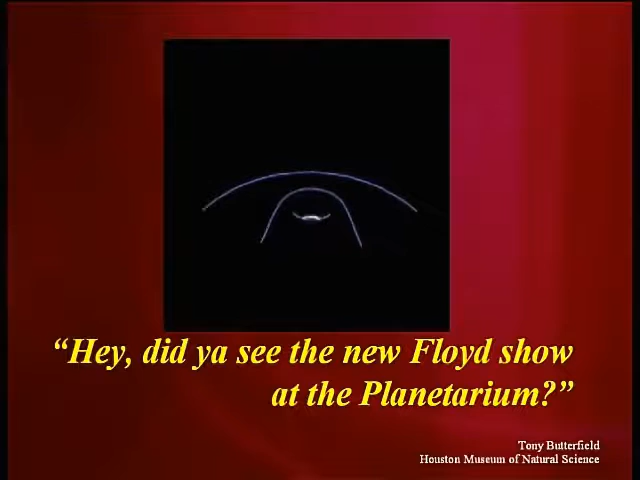 “Hey, did ya see the new Floyd show
at the Planetarium?”
Tony Butterfield
Houston Museum of Natural Science